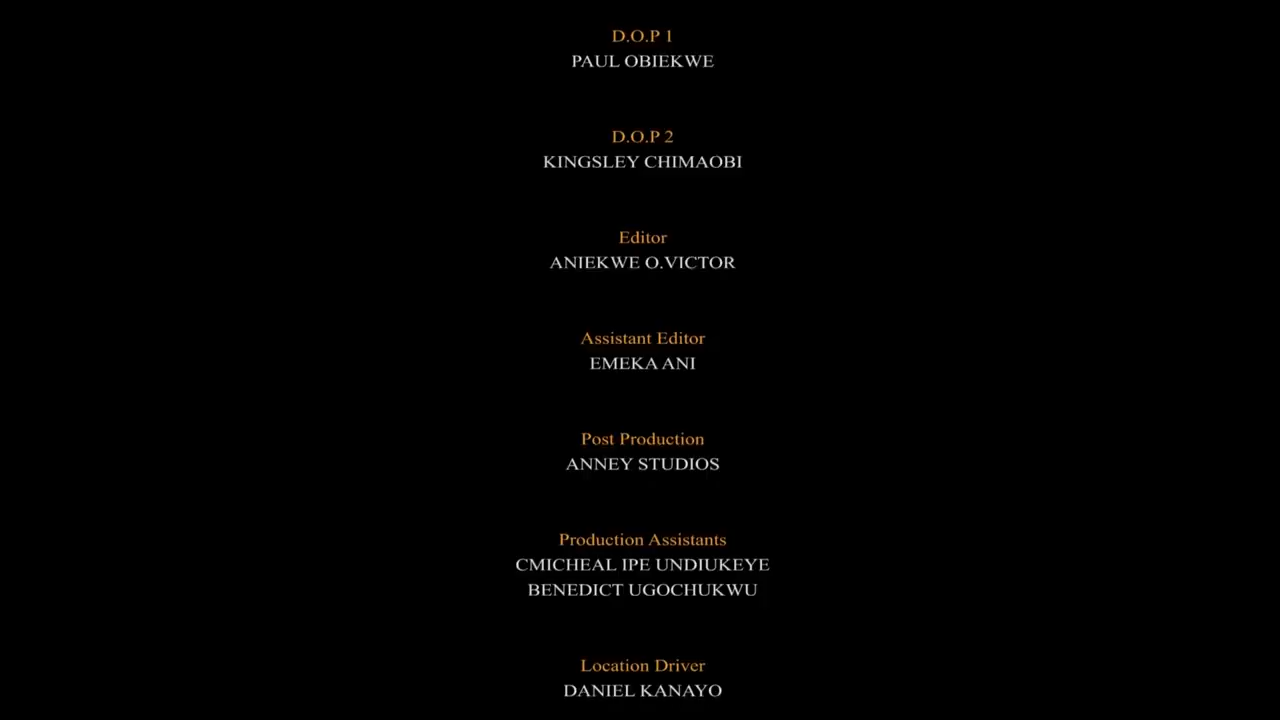 D.O.P 1
PAUL OBIEKWE
D.O.P 2
KINGSLEY CHIMAOBI
Editor
ANIEKWE O.VICTOR
Assistant Editor
EMEKA ANI
Post Production
ANNEY STUDIOS
Production Assistants
CMICHEAL IPE UNDIUKEYE
BENEDICT UGOCHUKWU
Location Driver
DANIEL KANAYO